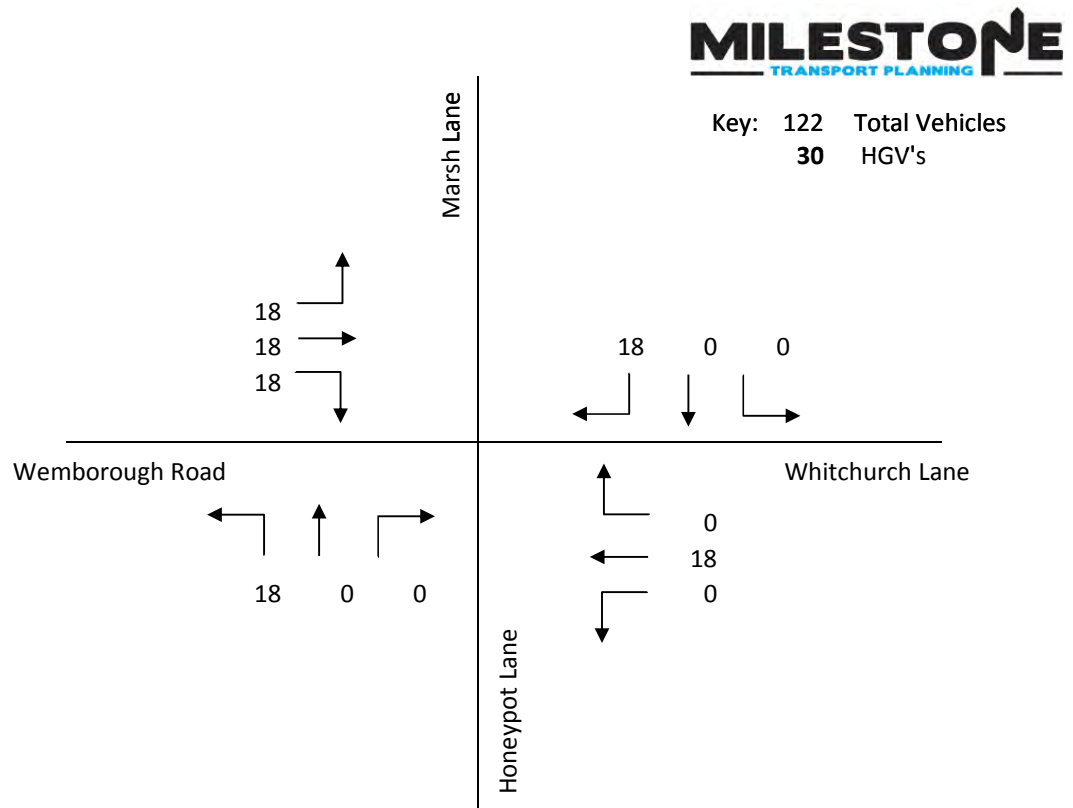 MILESTONE
TRANSPORT PLANNING
Key: 122 Total Vehicles
30 HGV's
Marsh Lane
18
18
18
18 0 0
Wemborough Road
Whitchurch Lane
0
18
0
18 0 0
Honeypot Lane